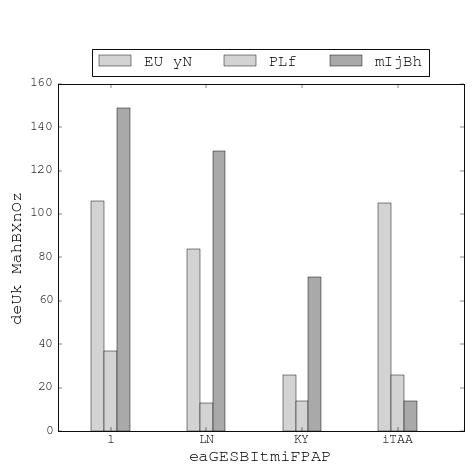 EU yN PLf mIjBh
160
140
120
100
80
60
40
20
0
deUk MahBXnOz
l LN KY iTAA
eaGESBItmiFPAP